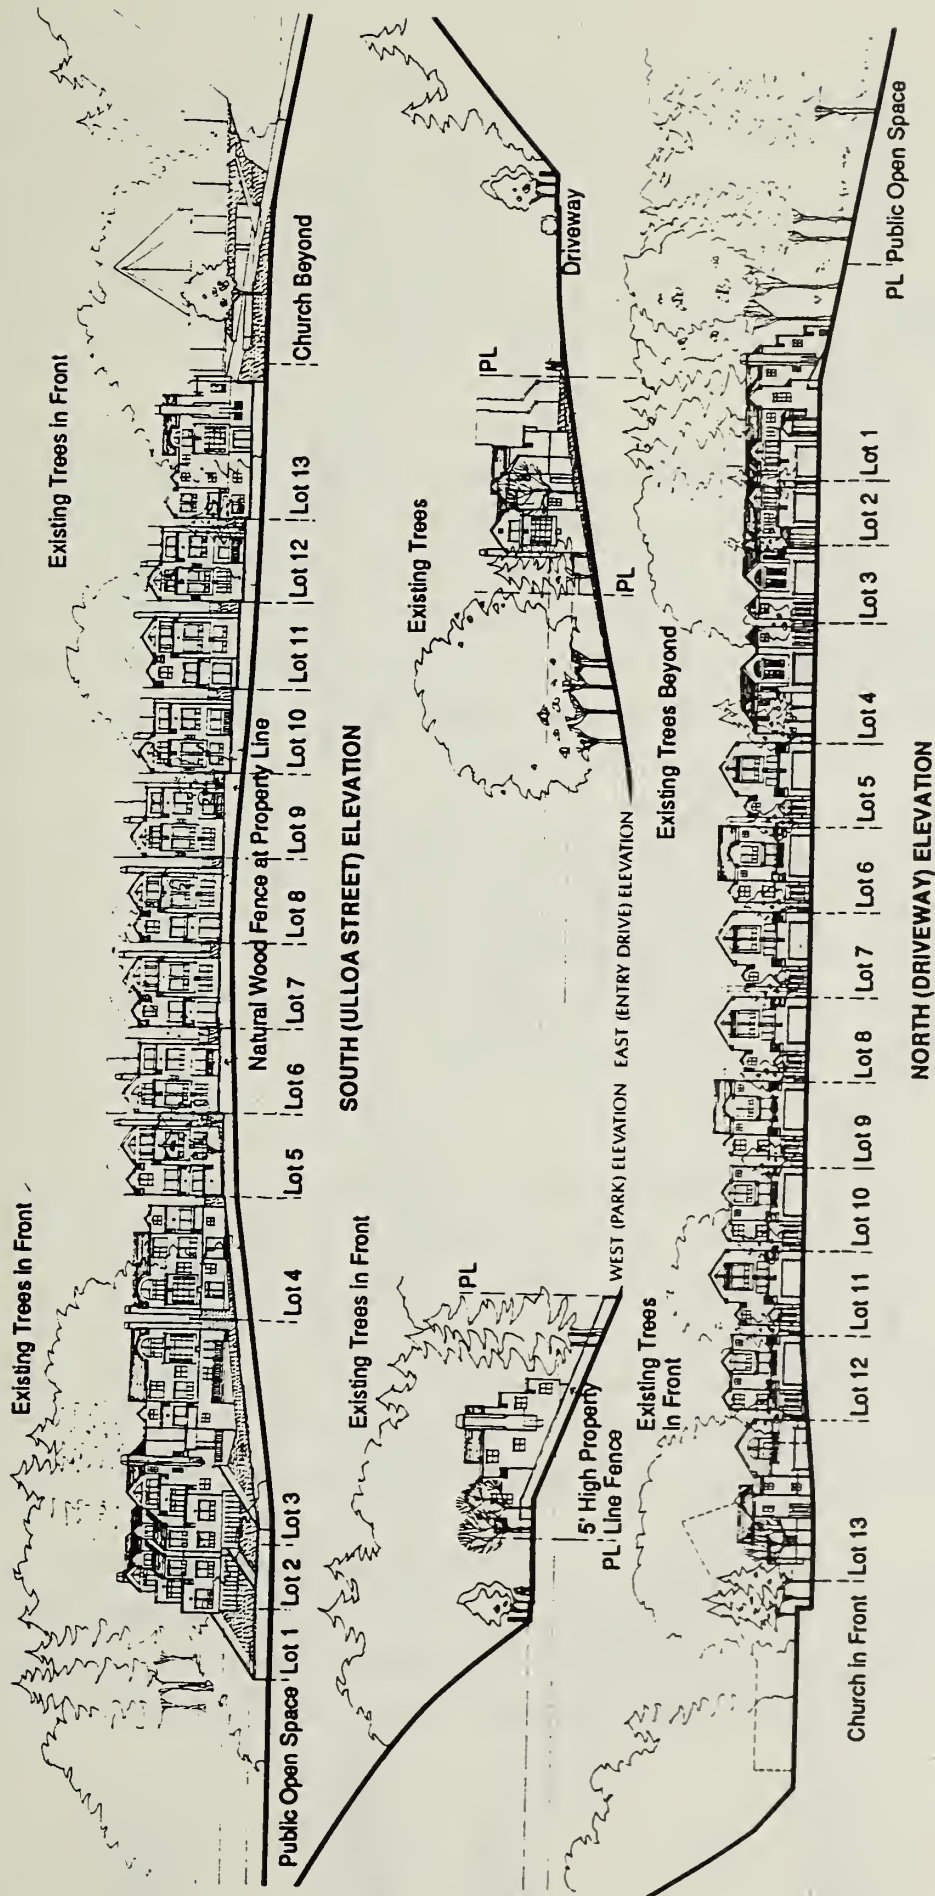 Existing Trees in Front
Existing Trees in Front
Public Open Space
Lot 1
Lot 2
Lot 3
Lot 4
Lot 5
Lot 6
Lot 7
Lot 8
Lot 9
Lot 10
Lot 11
Lot 12
Lot 13
Church Beyond
Natural Wood Fence at Property Line
SOUTH (ULLOA STREET) ELEVATION
Existing Trees in Front
PL
5' High Property
PL Line Fence
WEST (PARK) ELEVATION
Existing Trees
PL
PL
Driveway
EAST (ENTRY DRIVE) ELEVATION
Existing Trees
in Front
Existing Trees Beyond
Church in Front
Lot 13
Lot 12
Lot 11
Lot 10
Lot 9
Lot 8
Lot 7
Lot 6
Lot 5
Lot 4
Lot 3
Lot 2
Lot 1
PL
Public Open Space
NORTH (DRIVEWAY) ELEVATION